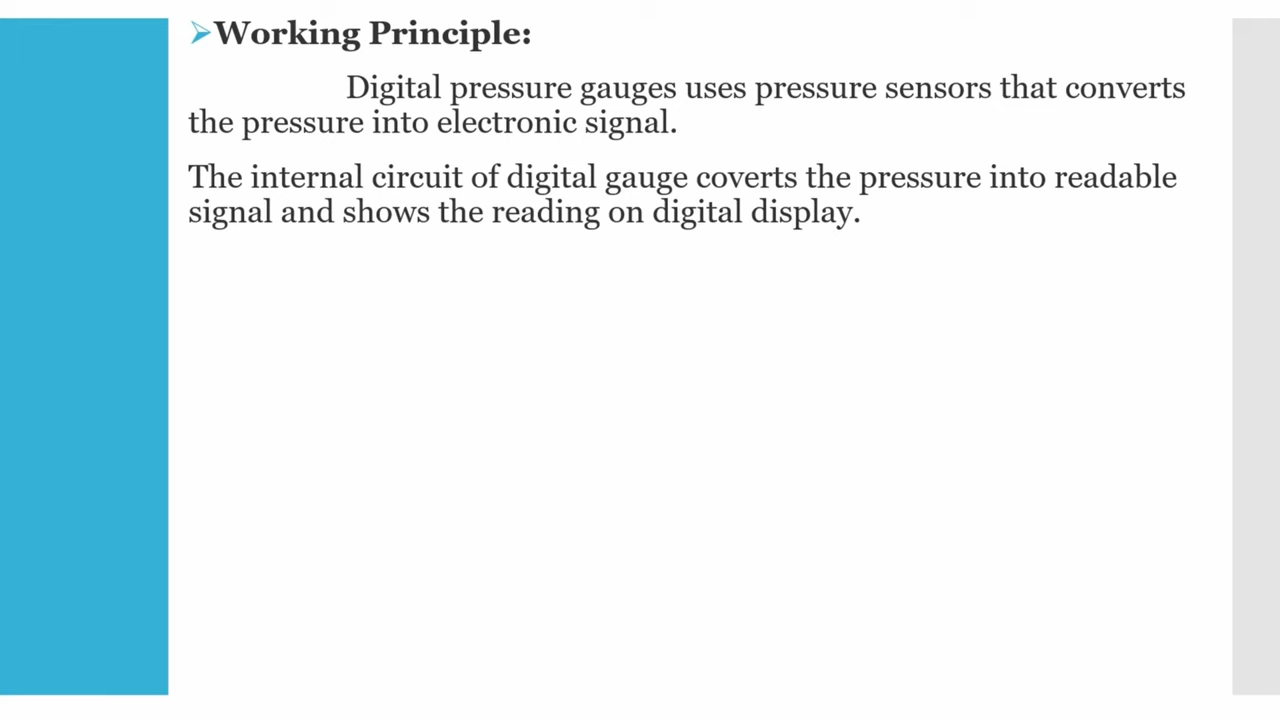 Working Principle:
Digital pressure gauges uses pressure sensors that converts
the pressure into electronic signal.
The internal circuit of digital gauge coverts the pressure into readable
signal and shows the reading on digital display.